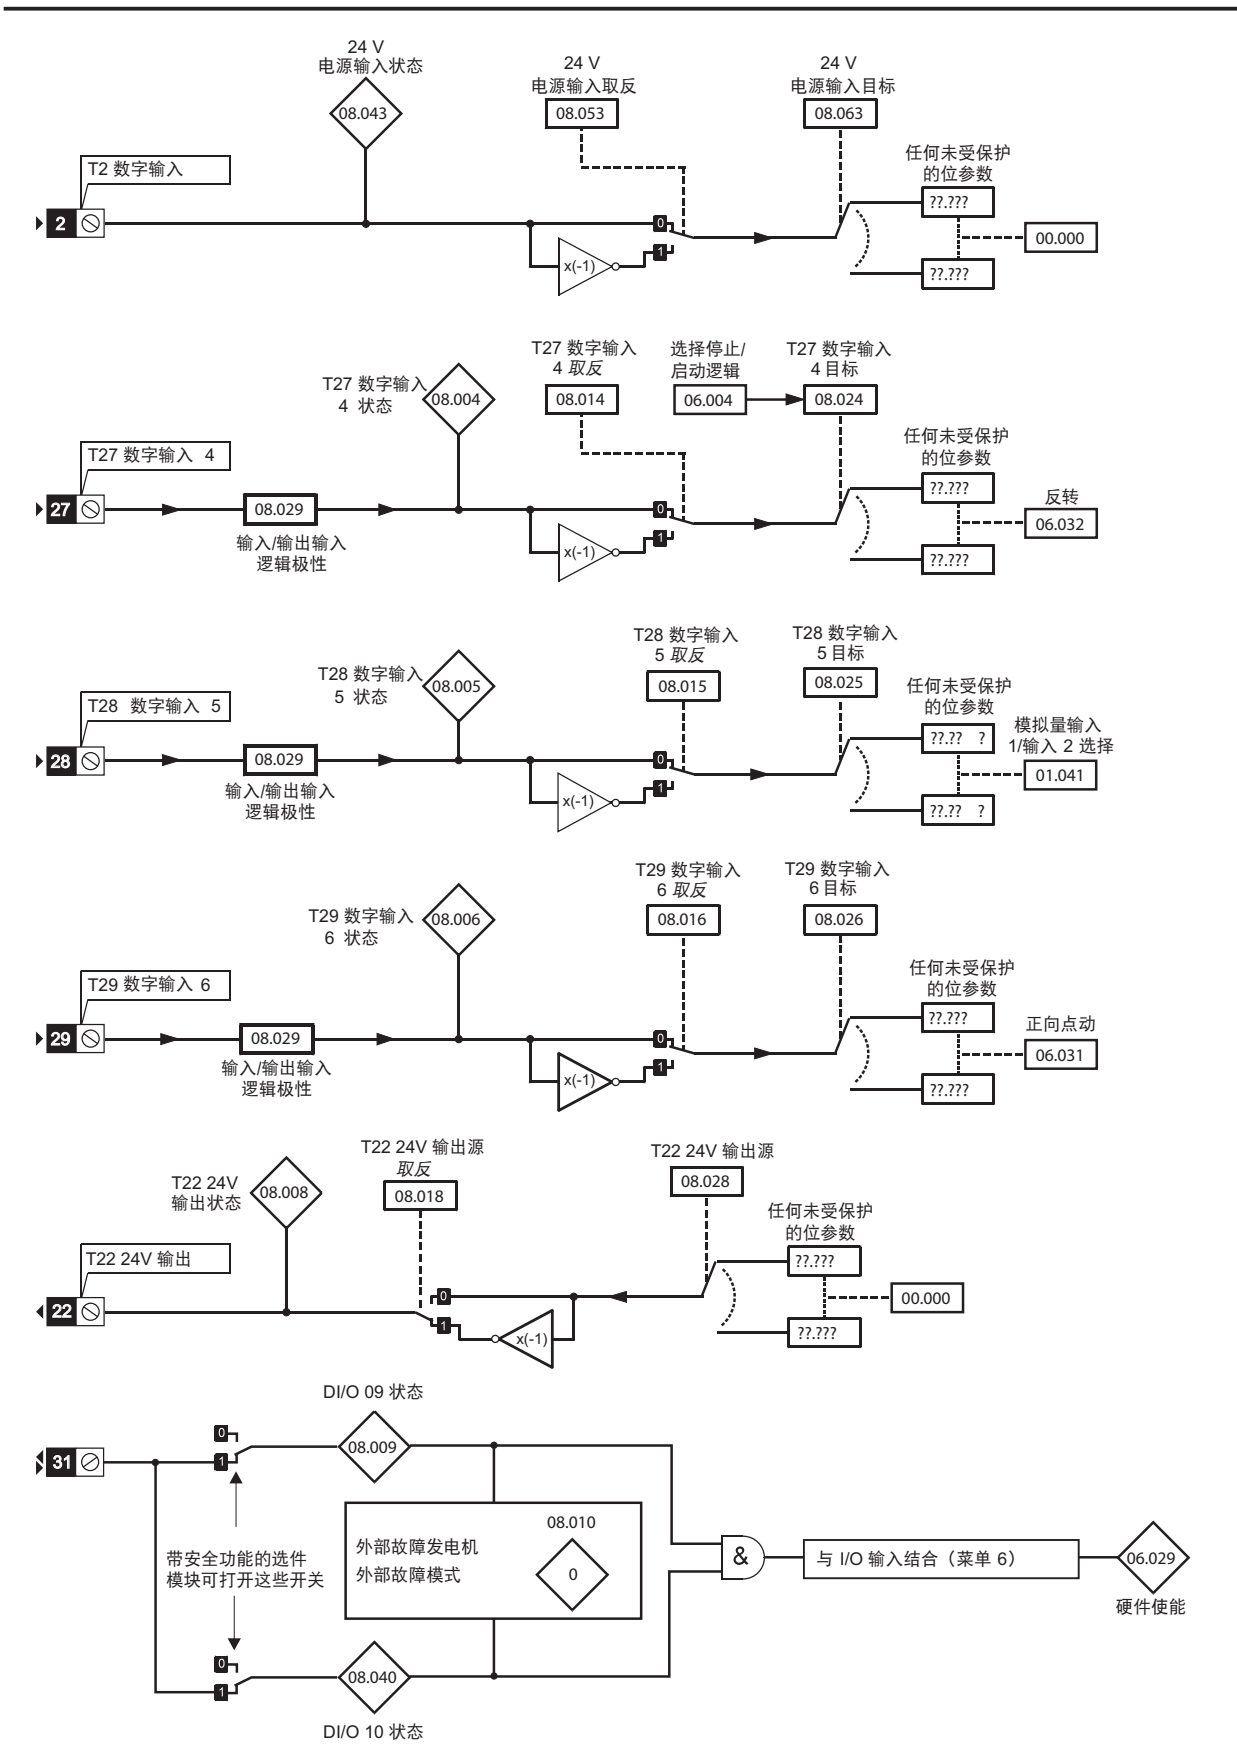 24 V
电源输入状态
08.043
24 V
电源输入取反
08.053
24 V
电源输入目标
08.063
任何未受保护
的位参数
T2 数字输入
??.???
2
0
1
x(-1)
00.000
??.???
T27 数字输入
4 状态
08.004
T27 数字输入
4 取反
08.014
选择停止/
启动逻辑
06.004
T27 数字输入
4 目标
08.024
任何未受保护
的位参数
T27 数字输入 4
??.???
27
08.029
输入/输出输入
逻辑极性
0
1
x(-1)
反转
06.032
??.???
T28 数字输入
5 状态
08.005
T28 数字输入
5 取反
08.015
T28 数字输入
5 目标
08.025
任何未受保护
的位参数
T28 数字输入 5
??.?? ?
28
08.029
输入/输出输入
逻辑极性
0
1
x(-1)
模拟量输入
1/输入 2 选择
01.041
??.?? ?
T29 数字输入
6 状态
08.006
T29 数字输入
6 取反
08.016
T29 数字输入
6 目标
08.026
任何未受保护
的位参数
T29 数字输入 6
??.???
29
08.029
输入/输出输入
逻辑极性
0
1
x(-1)
正向点动
06.031
??.???
T22 24V
输出状态
08.008
T22 24V 输出源
取反
08.018
T22 24V 输出源
08.028
任何未受保护
的位参数
T22 24V 输出
??.???
22
0
1
x(-1)
00.000
??.???
DI/O 09 状态
0
31
1
08.009
08.010
外部故障发电机
外部故障模式
0
带安全功能的选件
模块可打开这些开关
&
与 I/O 输入结合（菜单 6）
06.029
硬件使能
0
1
08.040
DI/O 10 状态